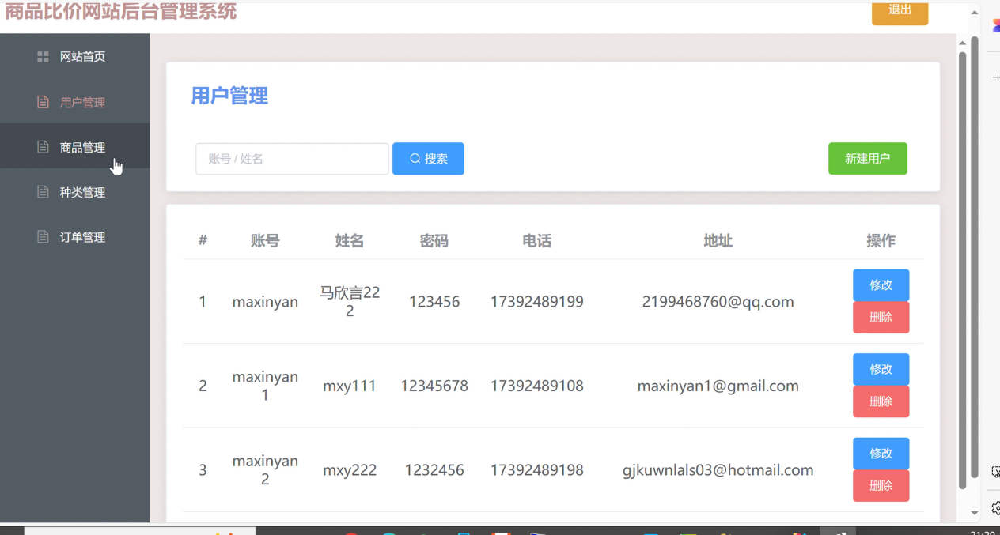 商品比价网站后台管理系统
退出
网站首页
用户管理
商品管理
种类管理
订单管理
用户管理
账号 / 姓名
搜索
新建用户
# 账号 姓名 密码 电话 地址 操作
1 maxinyan 马欣言22
2 123456 17392489199 2199468760@qq.com 修改
删除
2 maxinyan
1 mxy111 12345678 17392489108 maxinyan1@gmail.com 修改
删除
3 maxinyan
2 mxy222 1232456 17392489198 gjkuwnlals03@hotmail.com 修改
删除